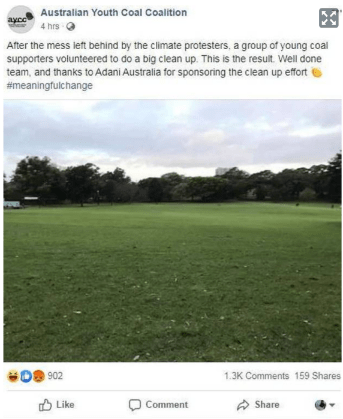 aycc
Australian Youth Coal Coalition
4 hrs ·
After the mess left behind by the climate protesters, a group of young coal
supporters volunteered to do a big clean up. This is the result. Well done
team, and thanks to Adani Australia for sponsoring the clean up effort
#meaningfulchange
902
1.3K Comments 159 Shares
Like Comment Share